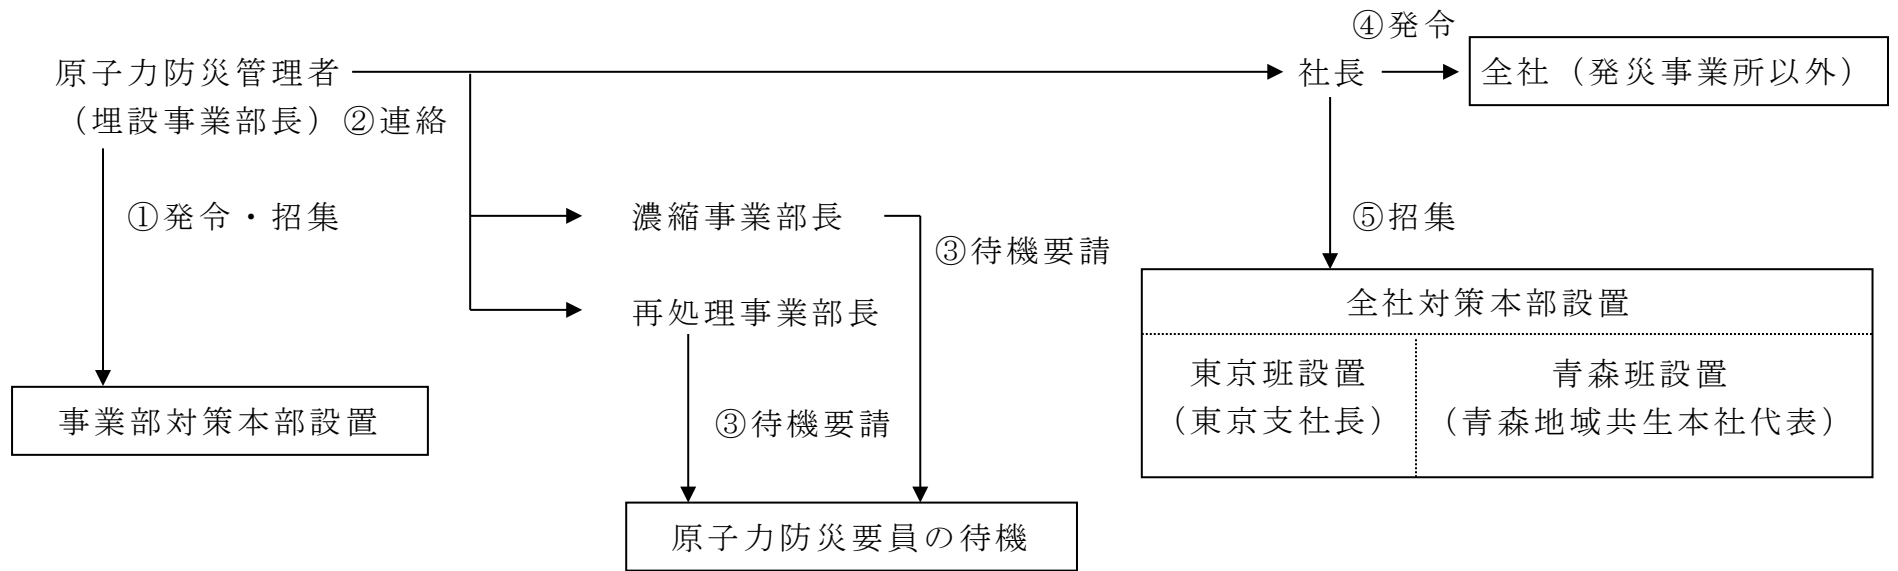 ④発令
原子力防災管理者
社長
全社（発災事業所以外）
（埋設事業部長）②連絡
①発令・招集
濃縮事業部長
③待機要請
⑤招集
再処理事業部長
全社対策本部設置
東京班設置
（東京支社長）
青森班設置
（青森地域共生本社代表）
事業部対策本部設置
③待機要請
原子力防災要員の待機